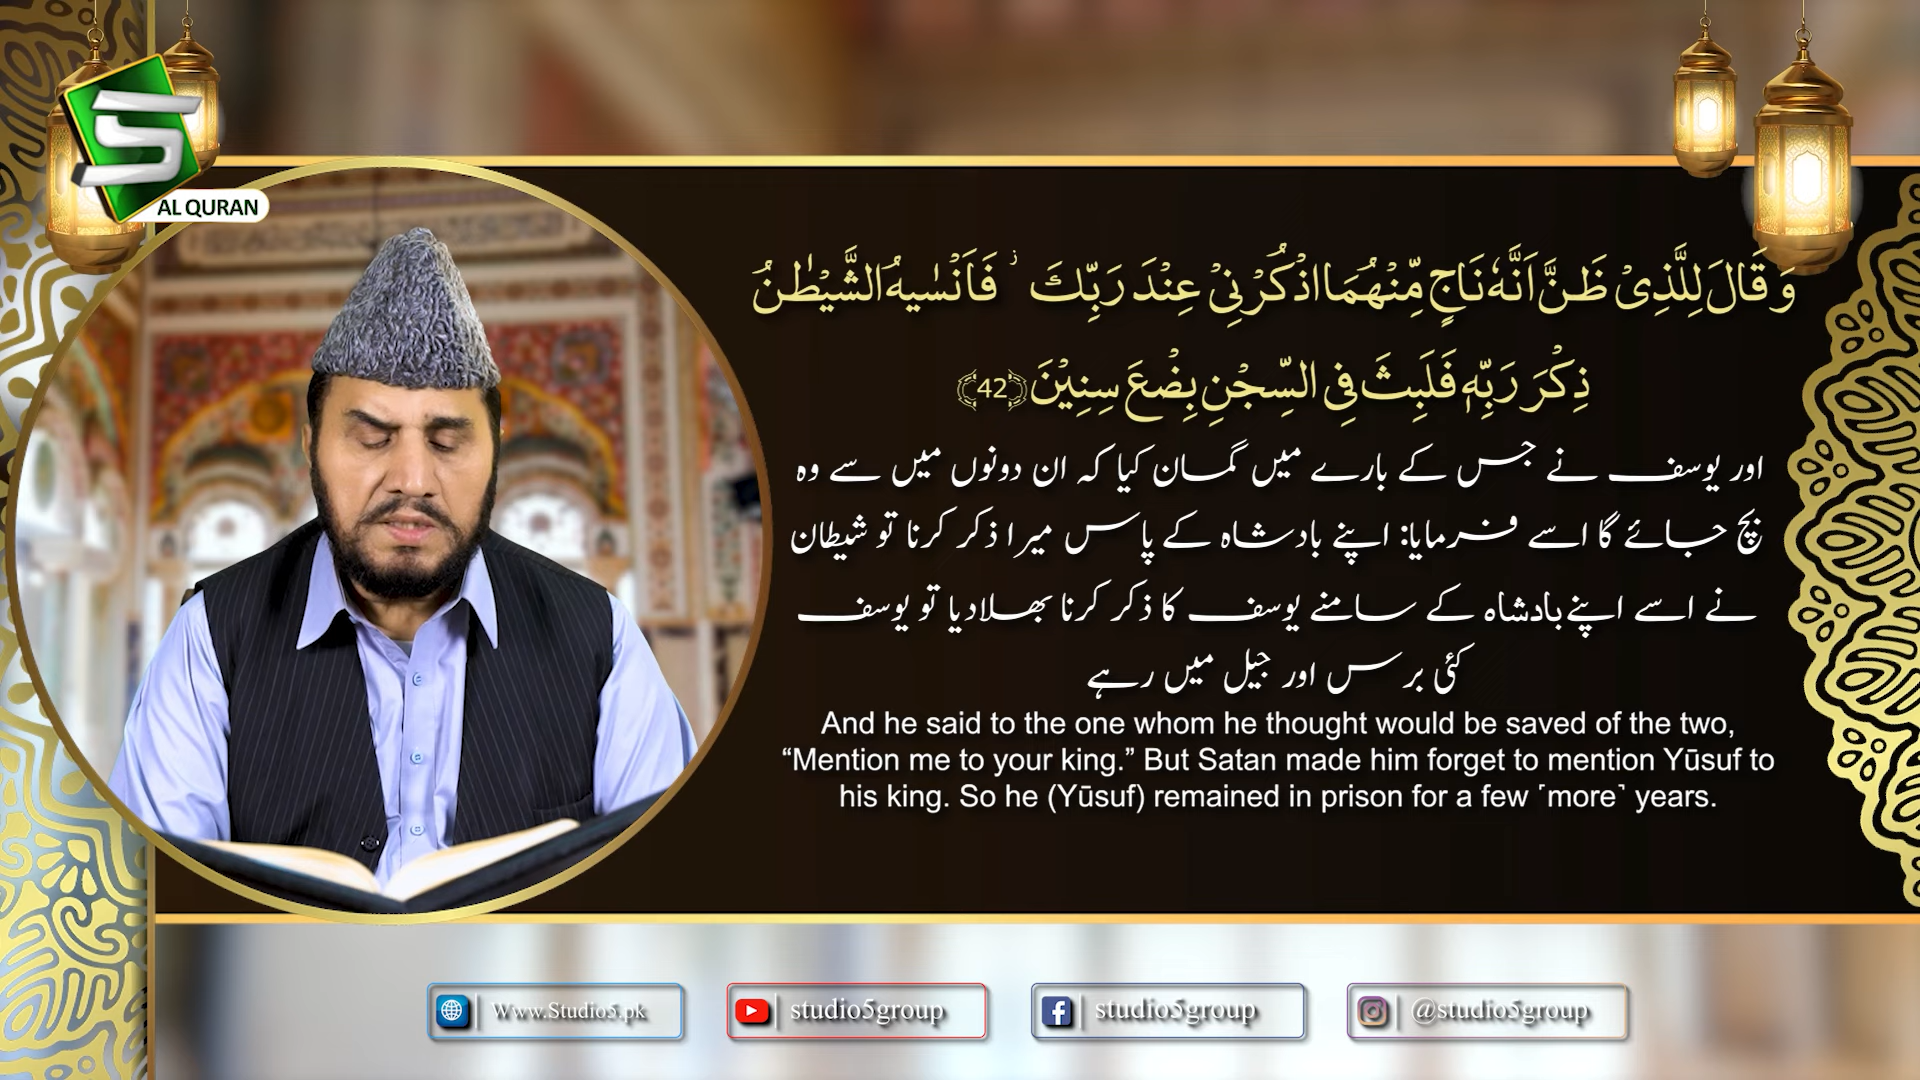 S
AL QURAN
وَ قَالَ لِلَّذِیْ ظَنَّ اَنَّهٗ نَاجٍ مِّنْهُمَا اذْكُرْنِیْ عِنْدَ رَبِّكَ ٘ فَاَنْسٰىهُ الشَّیْطٰنُ
ذِكْرَ رَبِّهٖ فَلَبِثَ فِی السِّجْنِ بِضْعَ سِنِیْنَ ﴿42﴾
اور یوسف نے جس کے بارے میں گمان کیا کہ ان دونوں میں سے وہ
بچ جائے گا اسے فرمایا: اپنے بادشاہ کے پاس میرا ذکر کرنا تو شیطان
نے اسے اپنے بادشاہ کے سامنے یوسف کا ذکر کرنا بھلادیا تو یوسف
کئی برس اور جیل میں رہے
And he said to the one whom he thought would be saved of the two,
“Mention me to your king.” But Satan made him forget to mention Yūsuf to
his king. So he (Yūsuf) remained in prison for a few ˹more˺ years.
Www.Studio5.pk
studio5group
studio5group
@studio5group